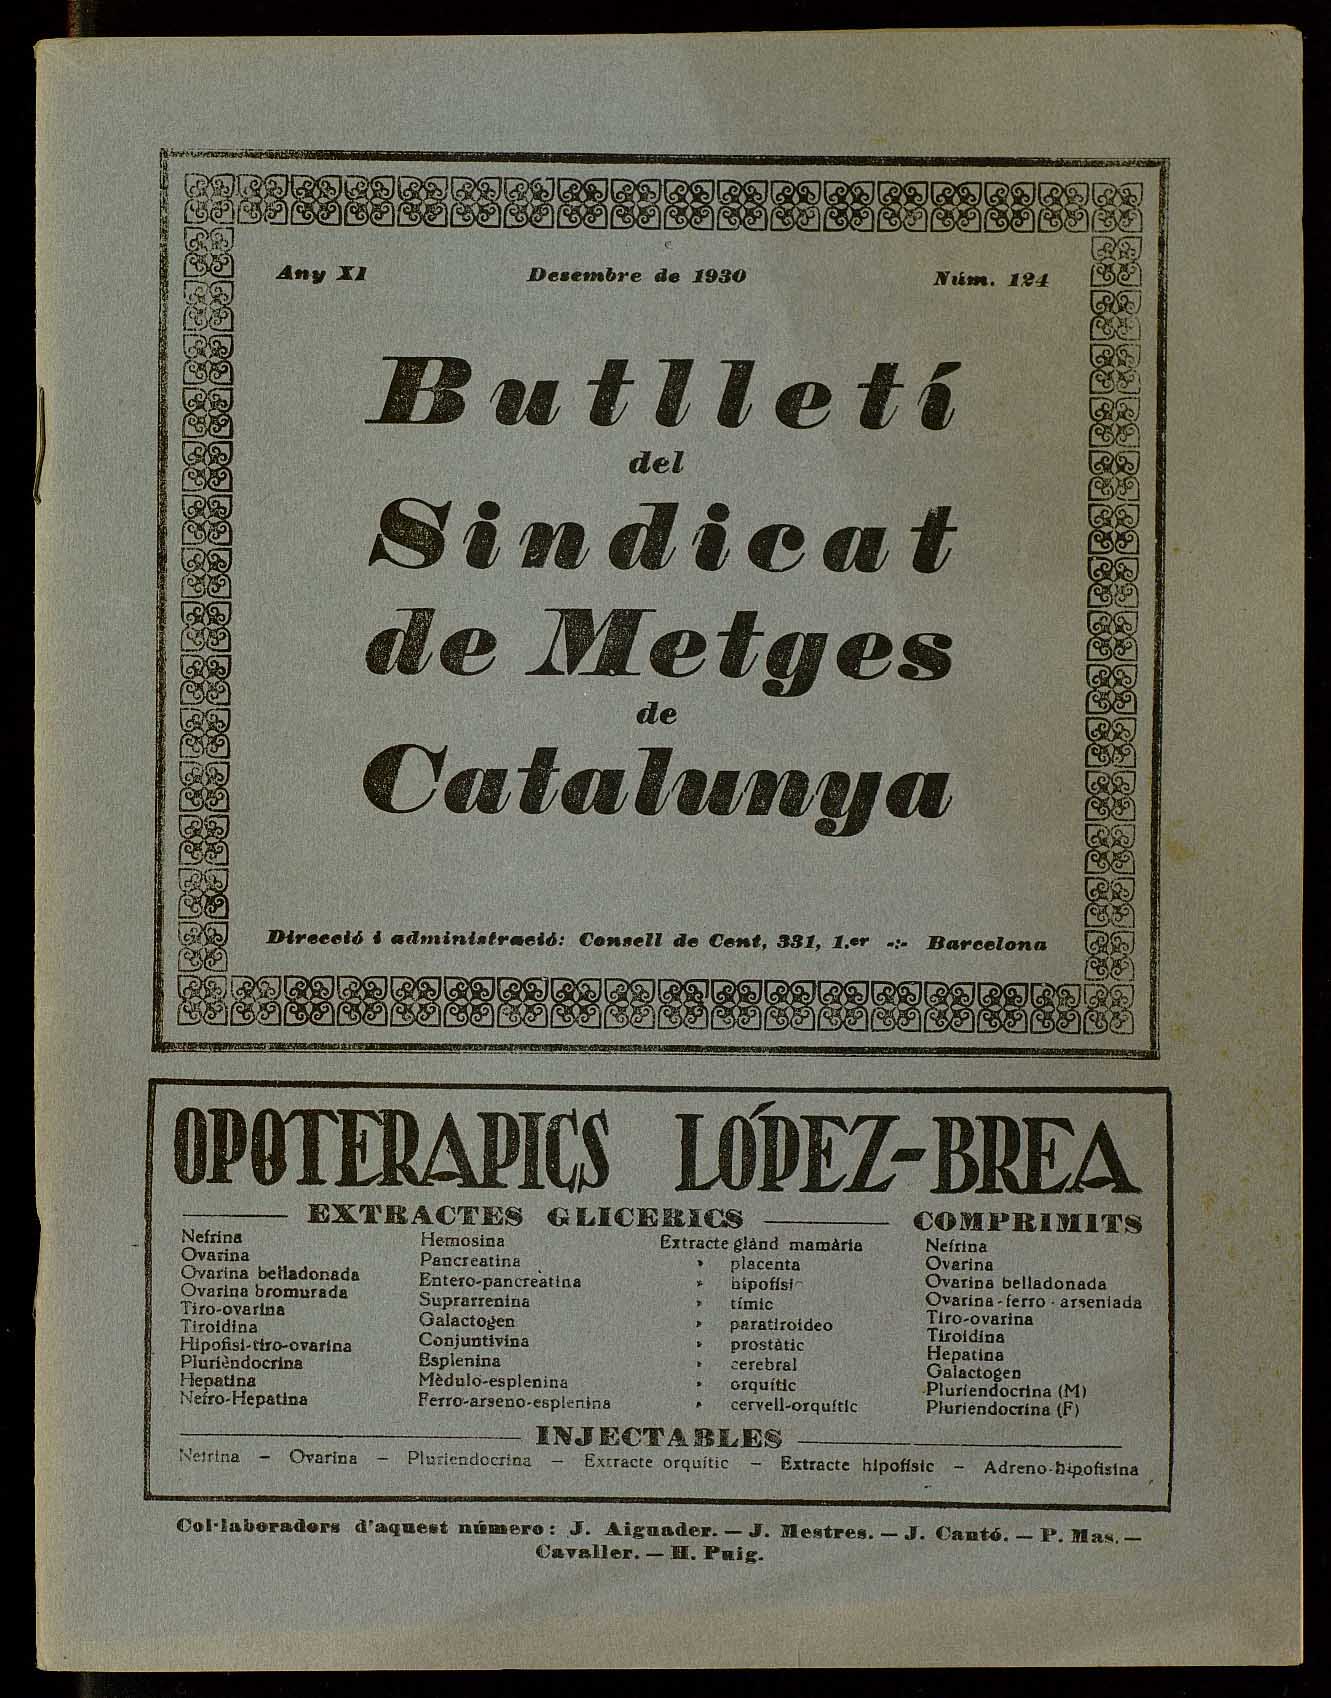 Any XI Desembre de 1930 Núm. 124
Butlletí
del
Sindicat
de Metges
de
Catalunya
Direcció i administració: Consell de Cent, 331, 1.er -:- Barcelona
OPOTERAPICS LÓPEZ-BREA
EXTRACTES GLICERICS
Nefrina
Ovarina
Ovarina belladonada
Ovarina bromurada
Tiro-ovarina
Tiroidina
Hipofisi-tiro-ovarina
Plurièndocrina
Hepatina
Nefro-Hepatina
Hemosina
Pancreatina
Entero-pancreàtina
Suprarrenina
Galactogen
Conjuntivina
Esplenina
Mèdulo-esplenina
Ferro-arseno-esplenina
Extracte glànd mamària
» placenta
» hipofísic
» tímic
» paratiroideo
» prostàtic
» cerebral
» orquític
» cervell-orquític
COMPRIMITS
Nefrina
Ovarina
Ovarina belladonada
Ovarina-ferro-arseniada
Tiro-ovarina
Tiroidina
Hepatina
Galactogen
Pluriendocrina (M)
Pluriendocrina (F)
INJECTABLES
Nefrina — Ovarina — Pluriendocrina — Extracte orquític — Extracte hipofísic — Adreno-hipofisina
Col·laboradors d'aquest número: J. Aiguader. — J. Mestres. — J. Cantó. — P. Mas. —
Cavaller. — H. Puig.